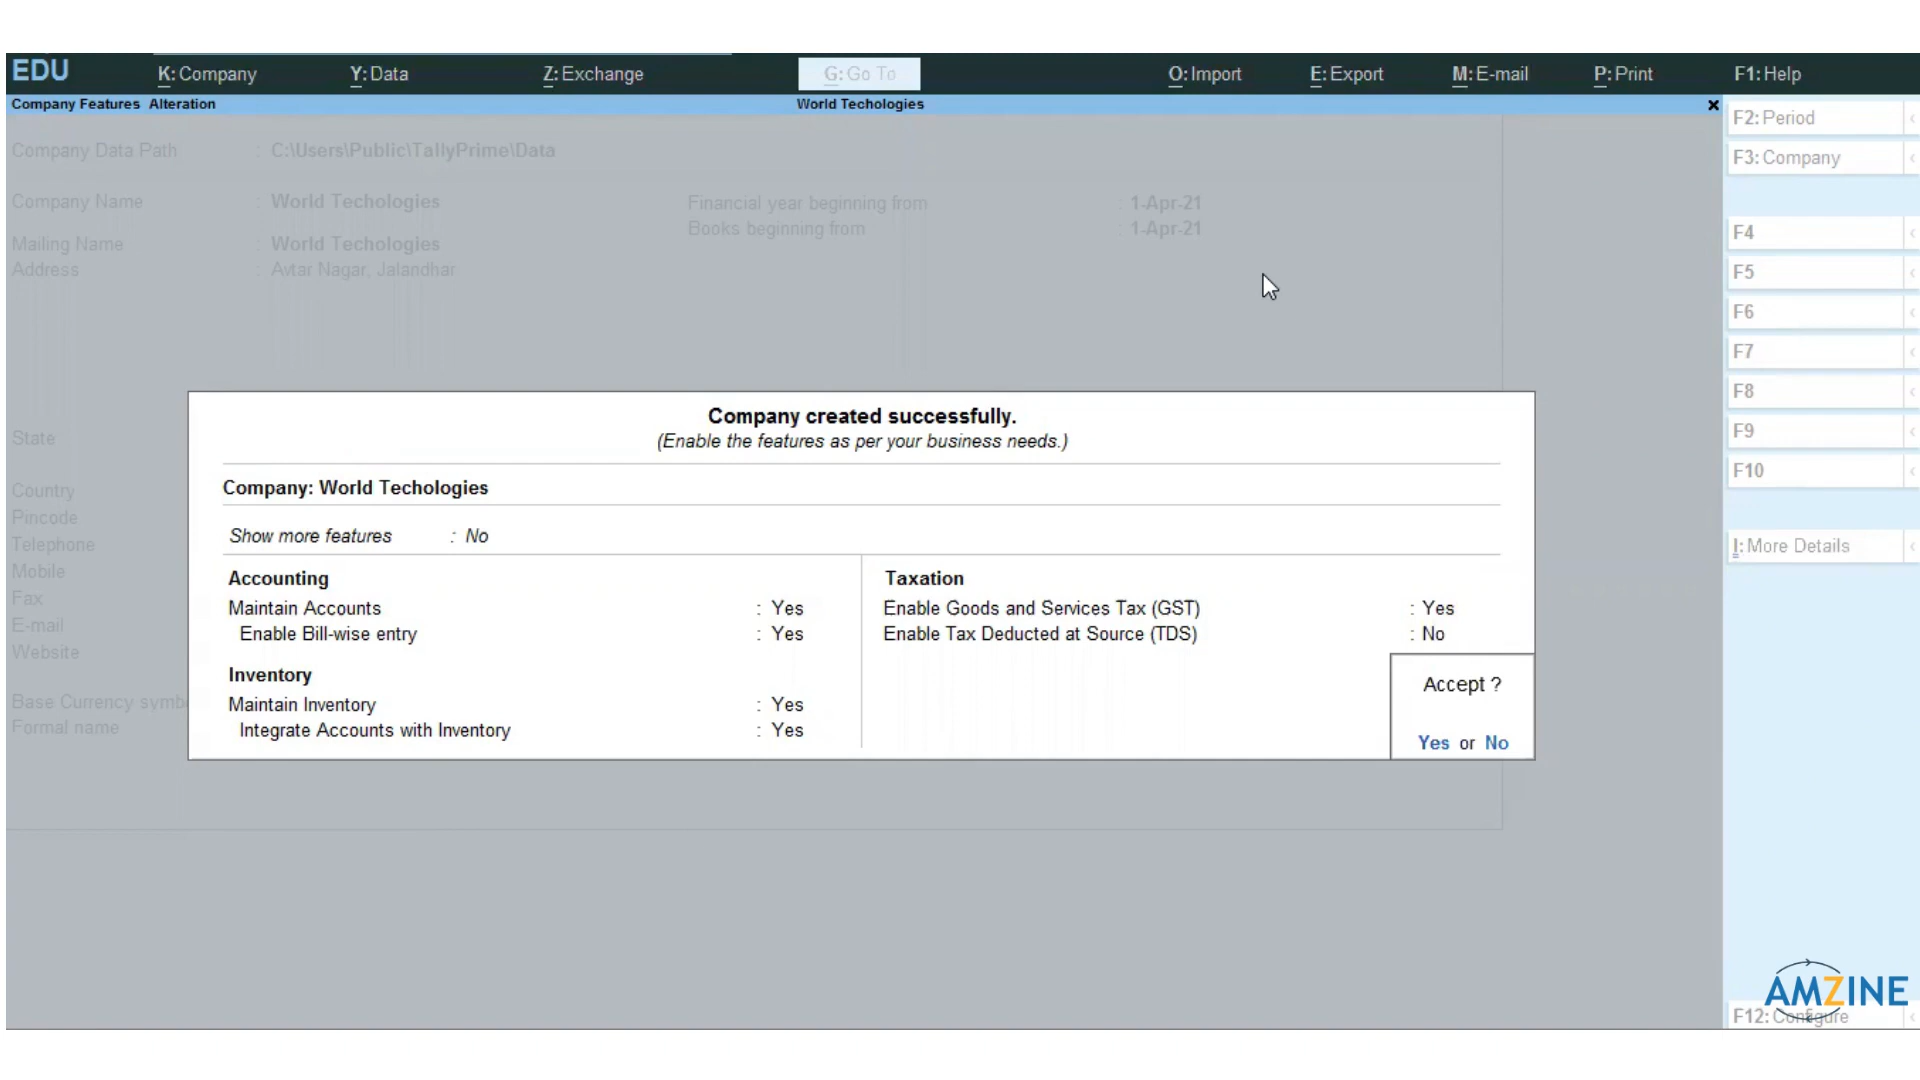 EDU
K: Company
Y: Data
Z: Exchange
G: Go To
O: Import
E: Export
M: E-mail
P: Print
F1: Help
Company Features Alteration
World Techologies
x
Company Data Path : C:\Users\Public\TallyPrime\Data
Company Name : World Techologies
Financial year beginning from : 1-Apr-21
Books beginning from : 1-Apr-21
Mailing Name : World Techologies
Address : Avtar Nagar, Jalandhar
State
Country
Pincode
Telephone
Mobile
Fax
E-mail
Website
Base Currency symb
Formal name
Company created successfully.
(Enable the features as per your business needs.)
Company: World Techologies
Show more features : No
Accounting
Maintain Accounts : Yes
Enable Bill-wise entry : Yes
Inventory
Maintain Inventory : Yes
Integrate Accounts with Inventory : Yes
Taxation
Enable Goods and Services Tax (GST) : Yes
Enable Tax Deducted at Source (TDS) : No
Accept ?
Yes or No
F2: Period
F3: Company
F4
F5
F6
F7
F8
F9
F10
I: More Details
AMZINE
F12: Configure